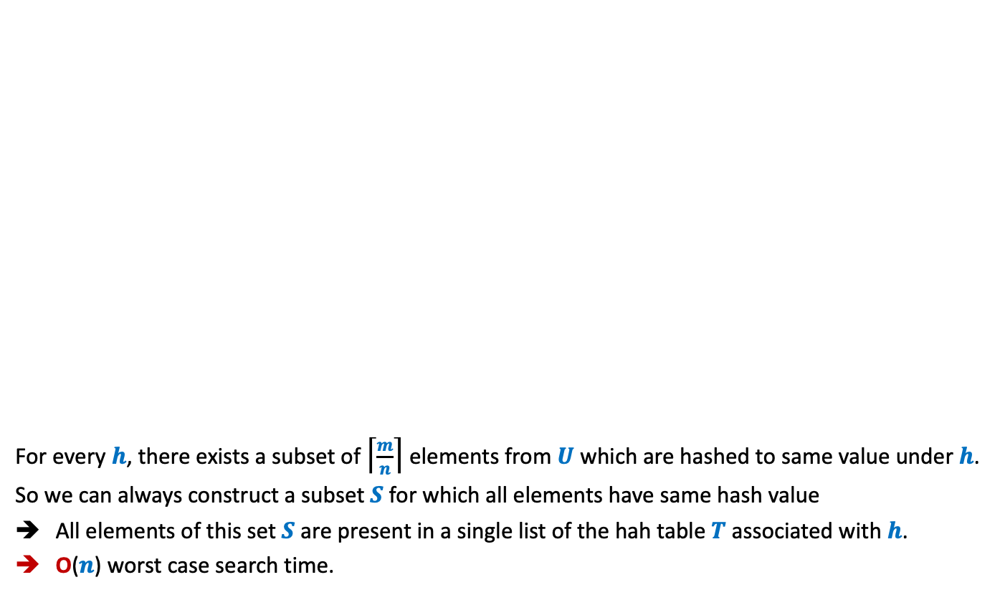 For every h, there exists a subset of ⌈m/n⌉ elements from U which are hashed to same value under h.
So we can always construct a subset S for which all elements have same hash value
➔ All elements of this set S are present in a single list of the hah table T associated with h.
➔ O(n) worst case search time.